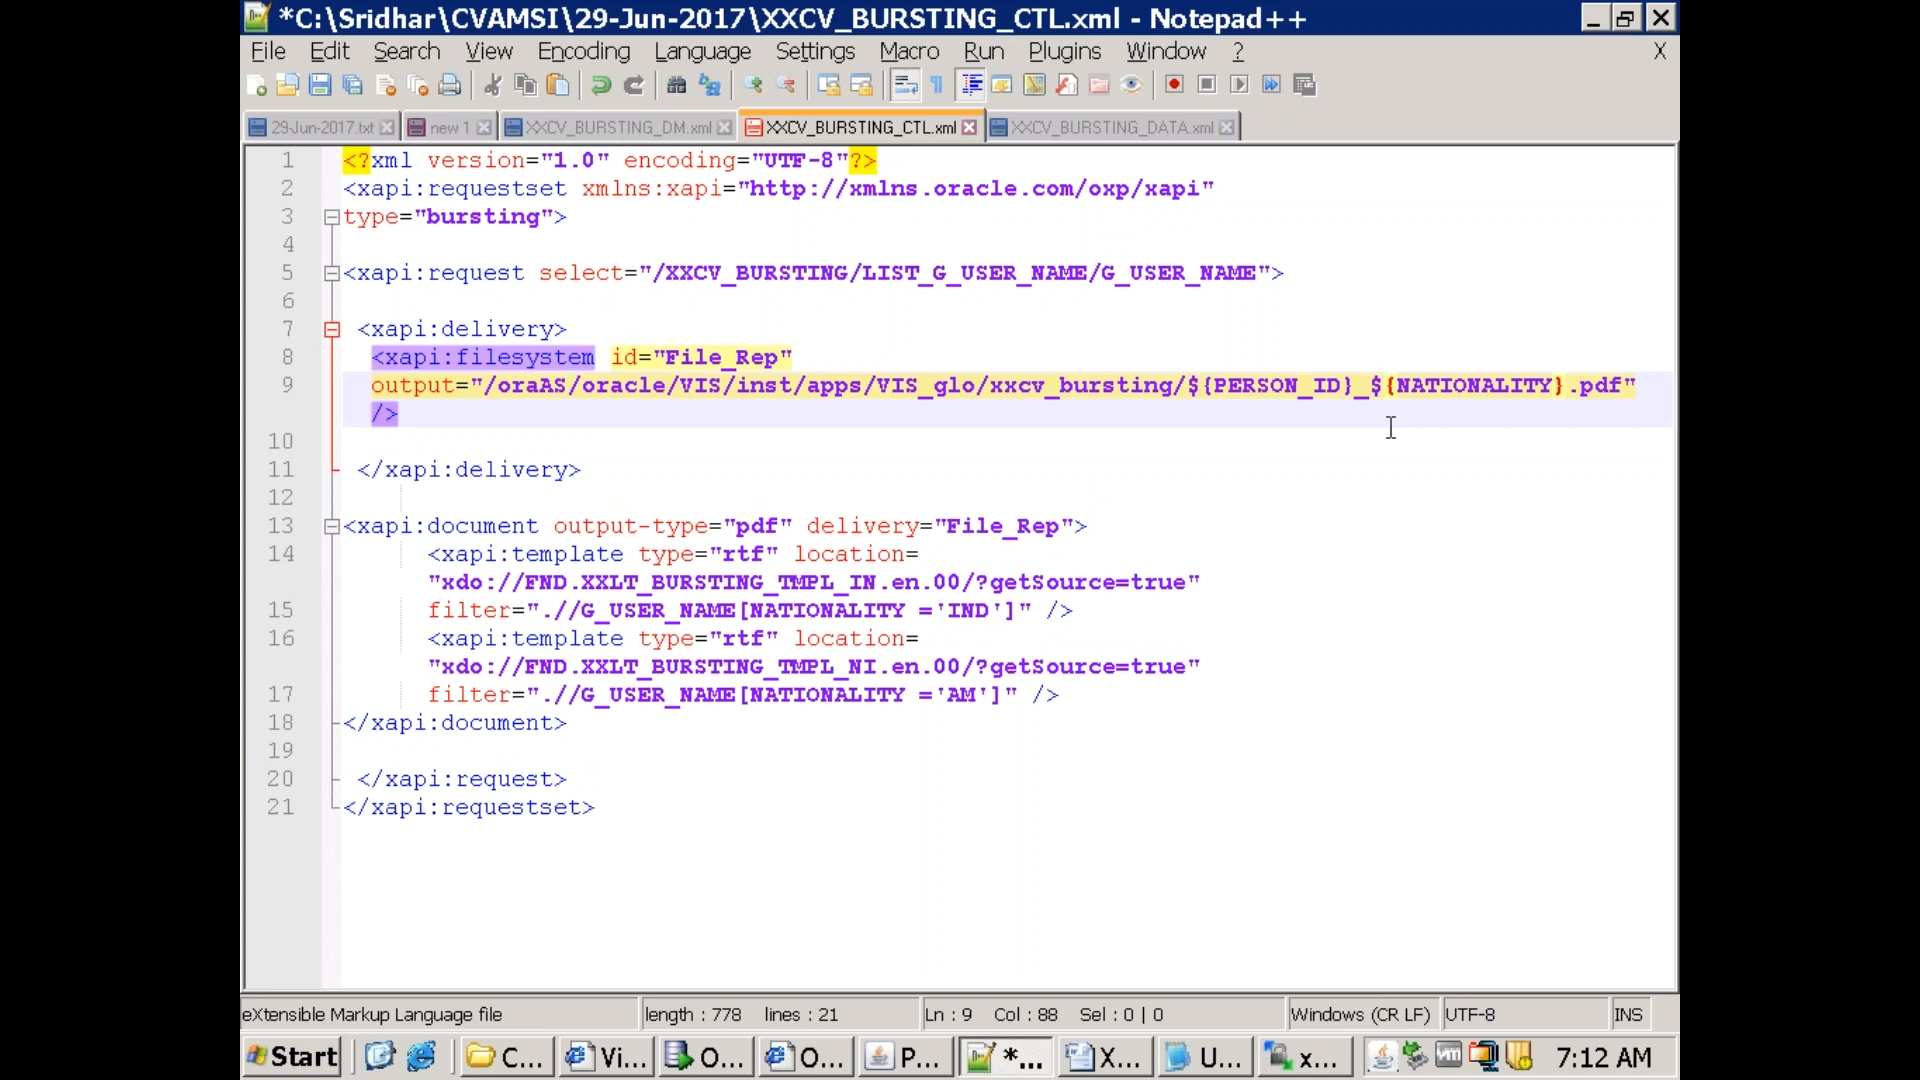 *C:\Sridhar\CVAMSI\29-Jun-2017\XXCV_BURSTING_CTL.xml - Notepad++
File Edit Search View Encoding Language Settings Macro Run Plugins Window ? X
29-Jun-2017.txt new 1 XXCV_BURSTING_DM.xml XXCV_BURSTING_CTL.xml XXCV_BURSTING_DATA.xml
1 <?xml version="1.0" encoding="UTF-8"?>
2 <xapi:requestset xmlns:xapi="http://xmlns.oracle.com/oxp/xapi"
3 type="bursting">
4
5 <xapi:request select="/XXCV_BURSTING/LIST_G_USER_NAME/G_USER_NAME">
6
7 <xapi:delivery>
8 <xapi:filesystem id="File_Rep"
9 output="/oraAS/oracle/VIS/inst/apps/VIS_glo/xxcv_bursting/${PERSON_ID}_${NATIONALITY}.pdf"
/>
10
11 </xapi:delivery>
12
13 <xapi:document output-type="pdf" delivery="File_Rep">
14 <xapi:template type="rtf" location=
"xdo://FND.XXLT_BURSTING_TMPL_IN.en.00/?getSource=true"
15 filter=".//G_USER_NAME[NATIONALITY ='IND']" />
16 <xapi:template type="rtf" location=
"xdo://FND.XXLT_BURSTING_TMPL_NI.en.00/?getSource=true"
17 filter=".//G_USER_NAME[NATIONALITY ='AM']" />
18 </xapi:document>
19
20 </xapi:request>
21 </xapi:requestset>
eXtensible Markup Language file length : 778 lines : 21 Ln : 9 Col : 88 Sel : 0 | 0 Windows (CR LF) UTF-8 INS
Start C... Vi... O... O... P... *... X... U... x... 7:12 AM